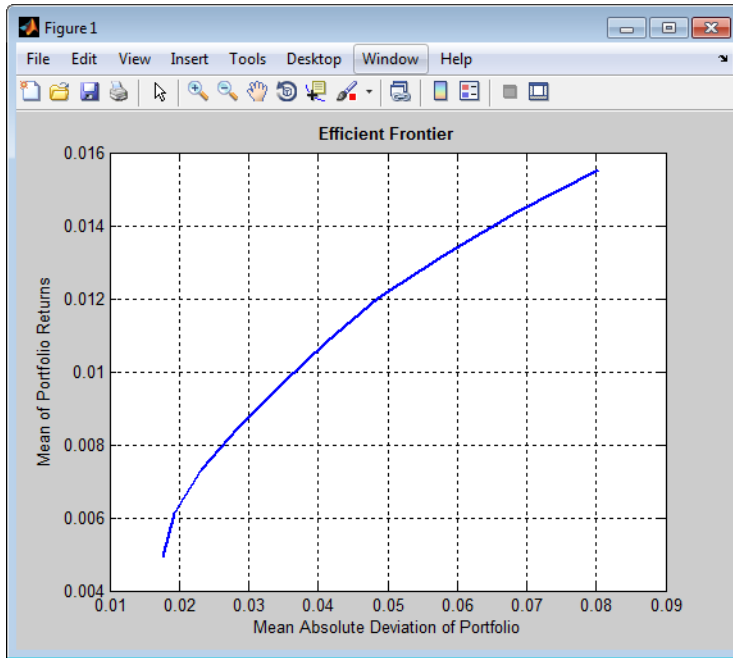 Figure 1
File Edit View Insert Tools Desktop Window Help
Efficient Frontier
0.016
0.014
0.012
0.01
0.008
0.006
0.004
Mean of Portfolio Returns
0.01 0.02 0.03 0.04 0.05 0.06 0.07 0.08 0.09
Mean Absolute Deviation of Portfolio